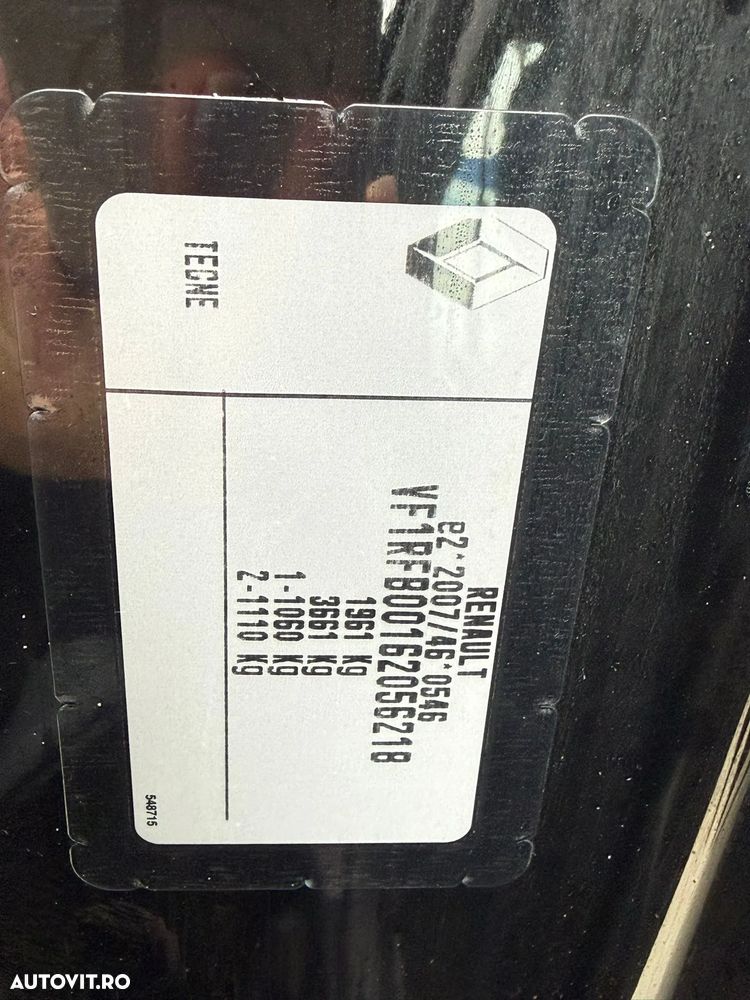 RENAULT
e2*2007/46*0546
VF1RFB00162056218
1961 kg
3661 kg
1-1060 kg
2-1110 kg
TECNE
548715
AUTOVIT.RO